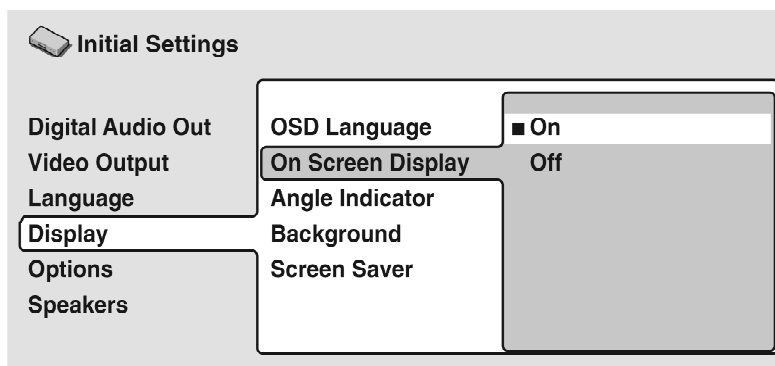 Initial Settings
Digital Audio Out
Video Output
Language
Display
Options
Speakers
OSD Language
On Screen Display
Angle Indicator
Background
Screen Saver
On
Off